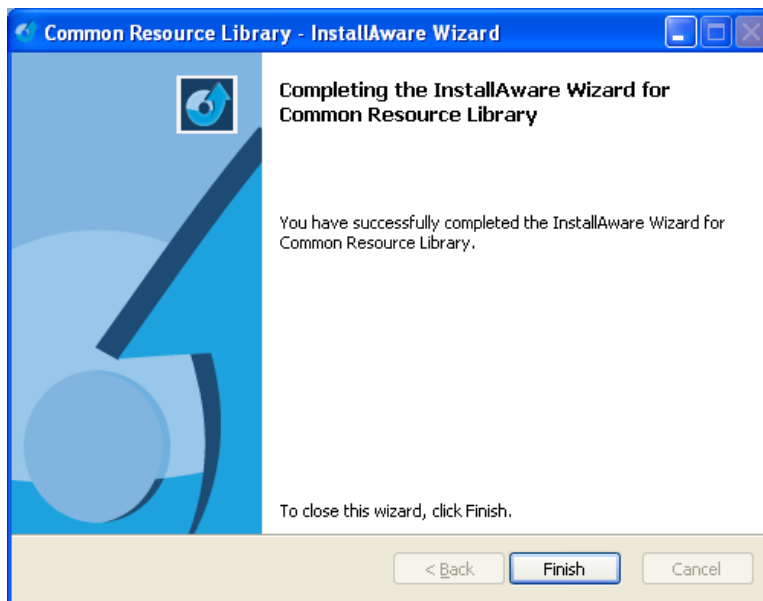 Common Resource Library - InstallAware Wizard
Completing the InstallAware Wizard for
Common Resource Library
You have successfully completed the InstallAware Wizard for
Common Resource Library.
To close this wizard, click Finish.
< Back
Finish
Cancel